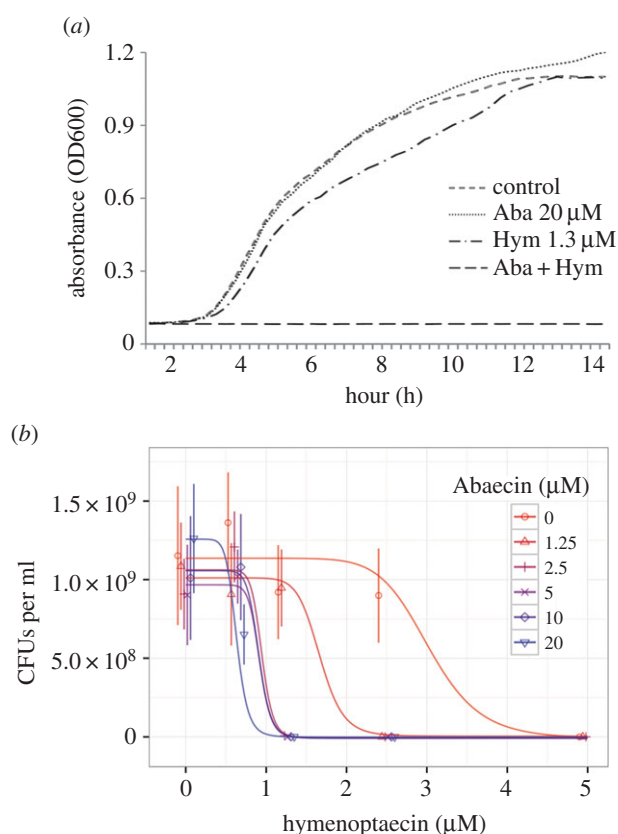 (a)
1.2
0.9
0.6
0.3
0
absorbance (OD600)
control
Aba 20 μM
Hym 1.3 μM
Aba + Hym
2 4 6 8 10 12 14
hour (h)
(b)
Abaecin (μM)
0
1.25
2.5
5
10
20
1.5 × 10⁹
1.0 × 10⁹
5.0 × 10⁸
0
CFUs per ml
0 1 2 3 4 5
hymenoptaecin (μM)